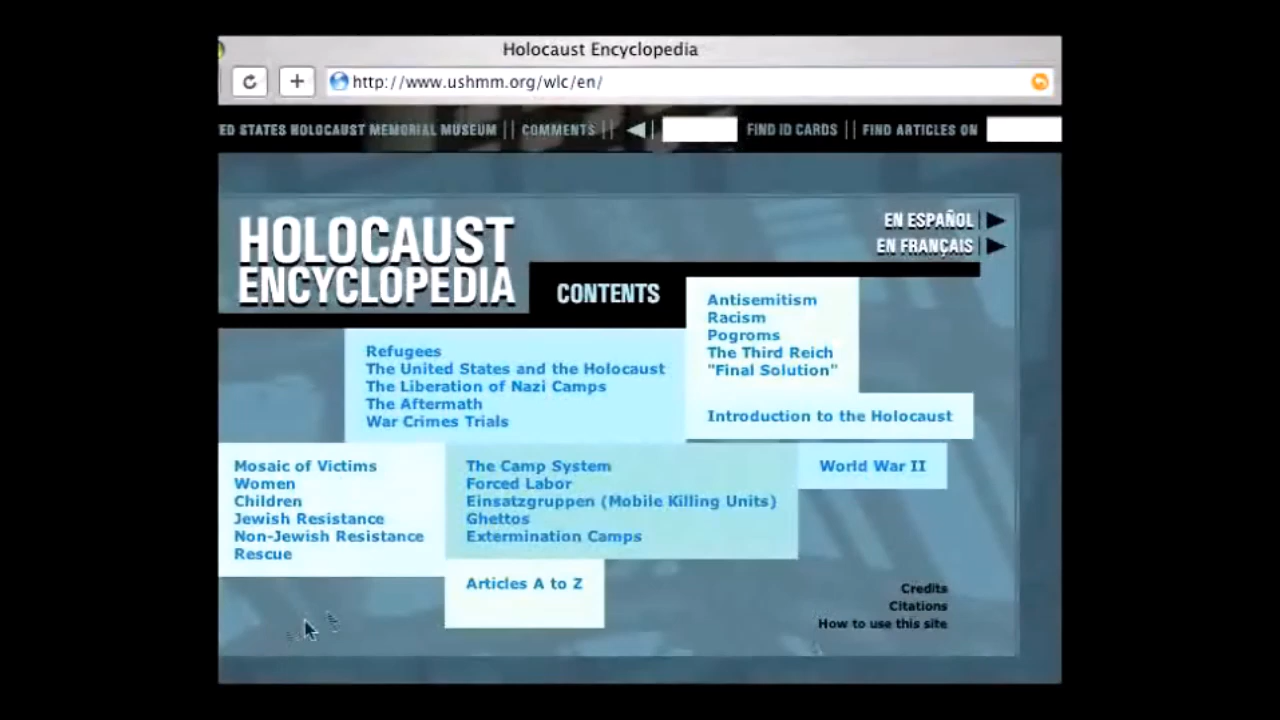 Holocaust Encyclopedia
http://www.ushmm.org/wlc/en/
ED STATES HOLOCAUST MEMORIAL MUSEUM || COMMENTS || FIND ID CARDS || FIND ARTICLES ON
HOLOCAUST
ENCYCLOPEDIA
EN ESPAÑOL
EN FRANÇAIS
CONTENTS
Antisemitism
Racism
Pogroms
The Third Reich
"Final Solution"
Introduction to the Holocaust
Refugees
The United States and the Holocaust
The Liberation of Nazi Camps
The Aftermath
War Crimes Trials
Mosaic of Victims
Women
Children
Jewish Resistance
Non-Jewish Resistance
Rescue
The Camp System
Forced Labor
Einsatzgruppen (Mobile Killing Units)
Ghettos
Extermination Camps
World War II
Articles A to Z
Credits
Citations
How to use this site